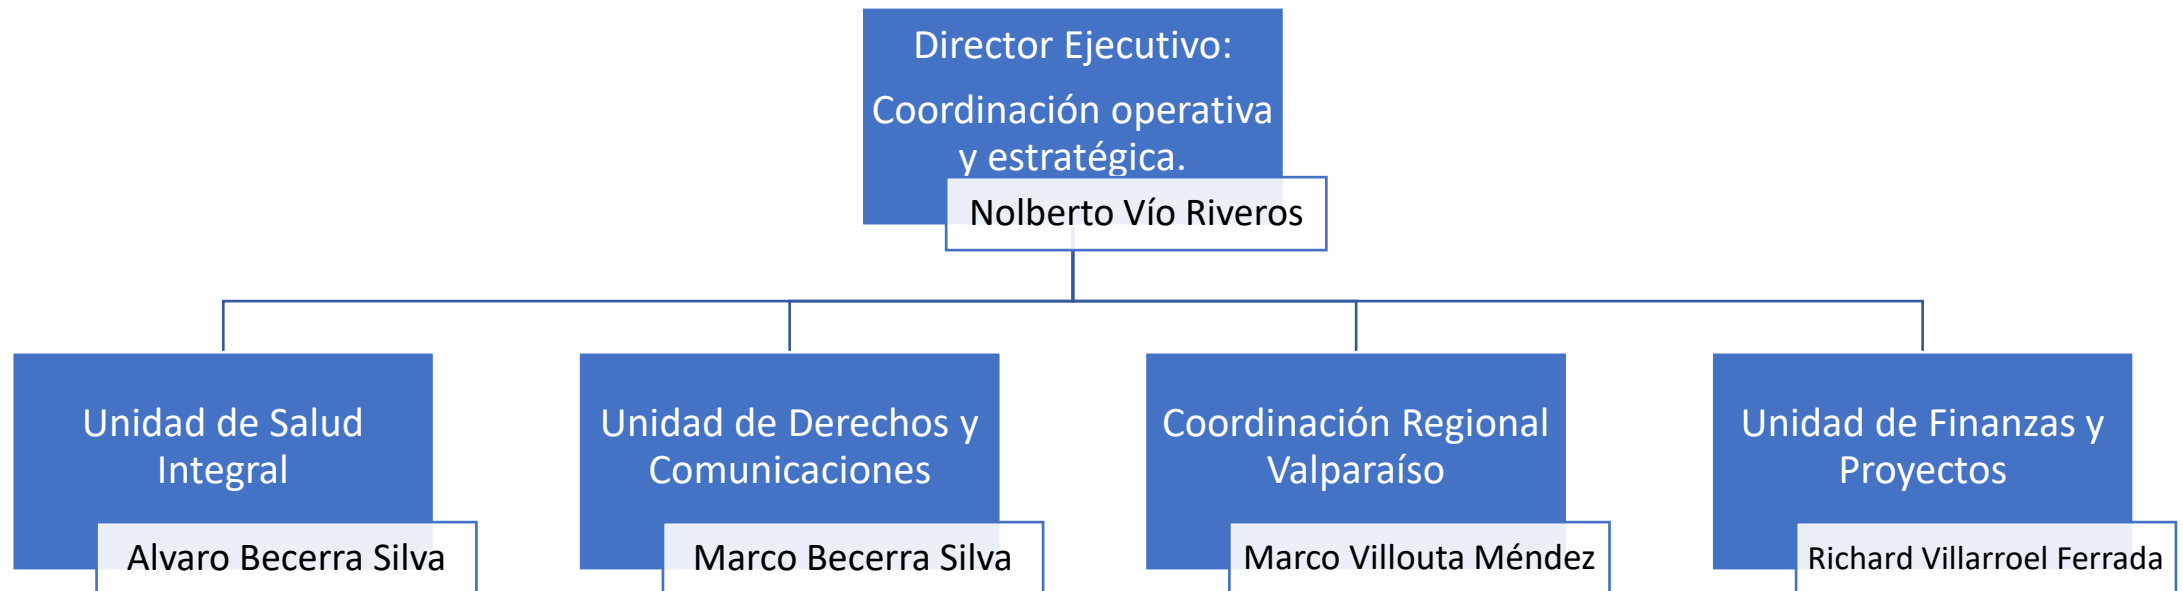 Director Ejecutivo:
Coordinación operativa
y estratégica.
Nolberto Vío Riveros
Unidad de Salud
Integral
Alvaro Becerra Silva
Unidad de Derechos y
Comunicaciones
Marco Becerra Silva
Coordinación Regional
Valparaíso
Marco Villouta Méndez
Unidad de Finanzas y
Proyectos
Richard Villarroel Ferrada